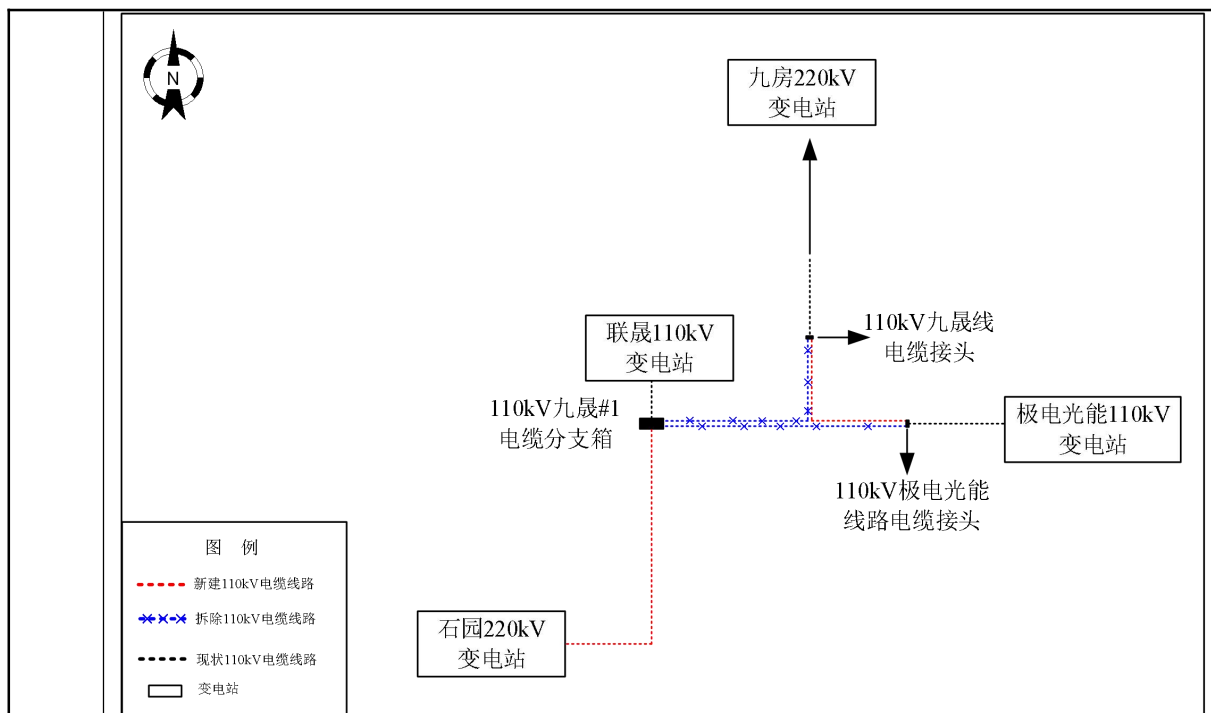 N
九房220kV
变电站
联晟110kV
变电站
110kV九晟线
电缆接头
110kV九晟#1
电缆分支箱
极电光能110kV
变电站
110kV极电光能
线路电缆接头
石园220kV
变电站
图 例
新建110kV电缆线路
拆除110kV电缆线路
现状110kV电缆线路
变电站